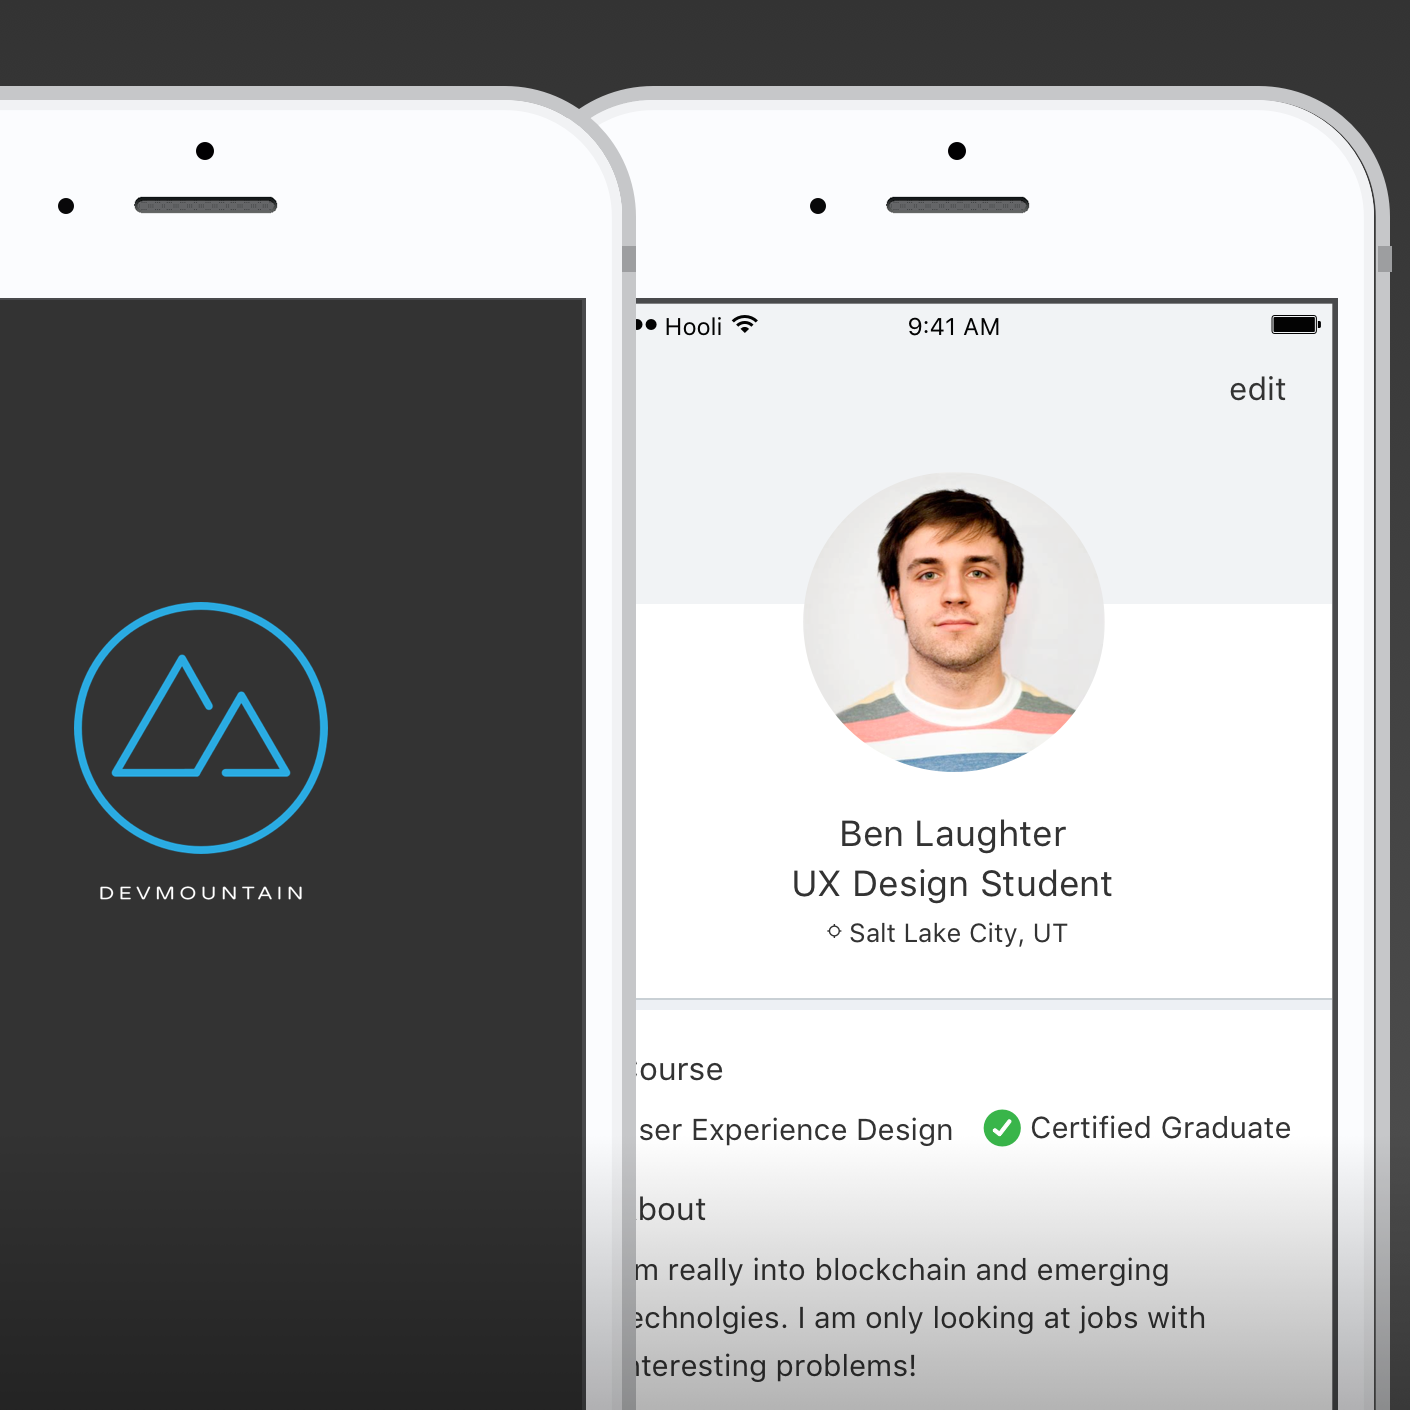 DEVMOUNTAIN
Hooli 9:41 AM
edit
Ben Laughter
UX Design Student
Salt Lake City, UT
ourse
ser Experience Design Certified Graduate
bout
m really into blockchain and emerging
echnolgies. I am only looking at jobs with
nteresting problems!